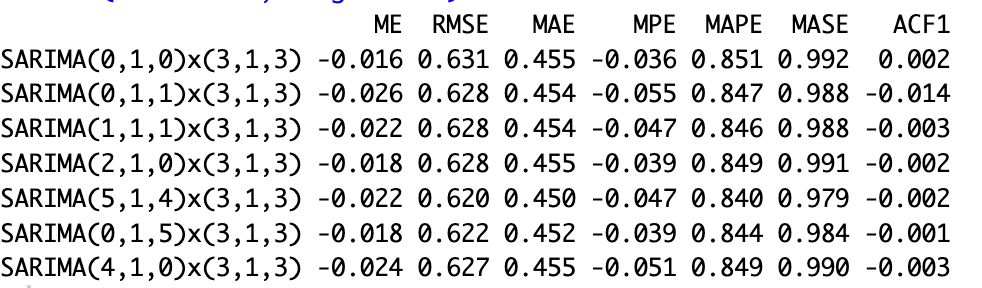 ME RMSE MAE MPE MAPE MASE ACF1
SARIMA(0,1,0)x(3,1,3) -0.016 0.631 0.455 -0.036 0.851 0.992 0.002
SARIMA(0,1,1)x(3,1,3) -0.026 0.628 0.454 -0.055 0.847 0.988 -0.014
SARIMA(1,1,1)x(3,1,3) -0.022 0.628 0.454 -0.047 0.846 0.988 -0.003
SARIMA(2,1,0)x(3,1,3) -0.018 0.628 0.455 -0.039 0.849 0.991 -0.002
SARIMA(5,1,4)x(3,1,3) -0.022 0.620 0.450 -0.047 0.840 0.979 -0.002
SARIMA(0,1,5)x(3,1,3) -0.018 0.622 0.452 -0.039 0.844 0.984 -0.001
SARIMA(4,1,0)x(3,1,3) -0.024 0.627 0.455 -0.051 0.849 0.990 -0.003